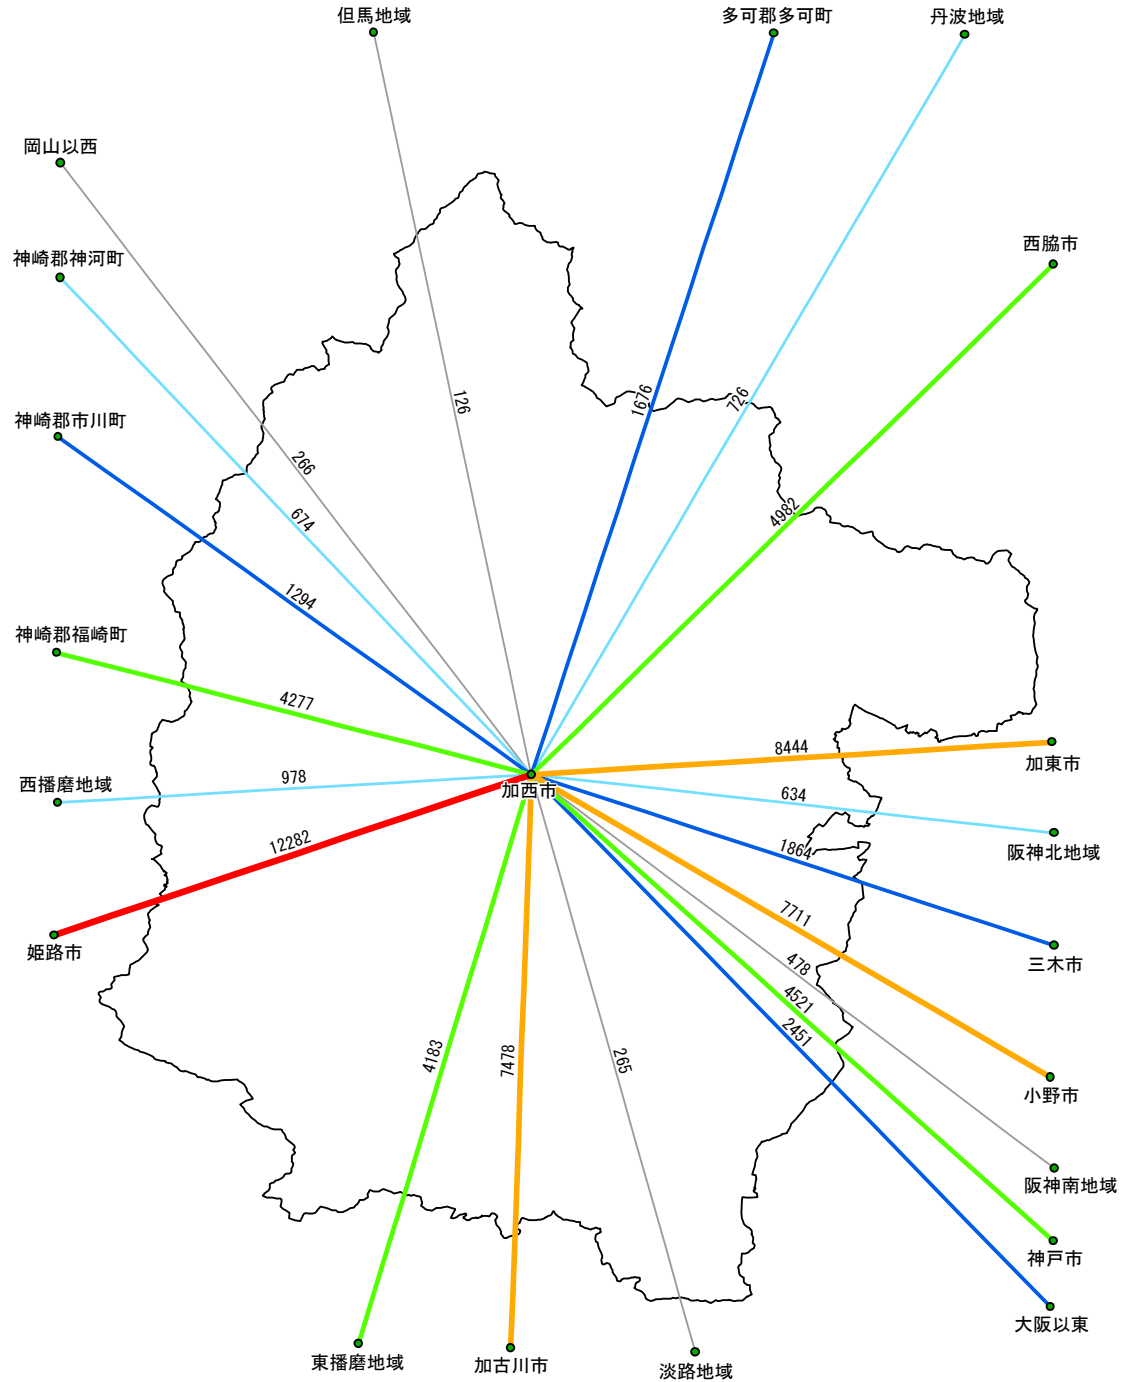 但馬地域
多可郡多可町
丹波地域
岡山以西
西脇市
神崎郡神河町
126
1676
726
神崎郡市川町
266
674
4982
1294
神崎郡福崎町
4277
8444
加東市
978
西播磨地域
加西市
634
12282
1864
阪神北地域
姫路市
7711
三木市
478
4521
2451
4183
7478
265
小野市
阪神南地域
神戸市
大阪以東
東播磨地域
加古川市
淡路地域